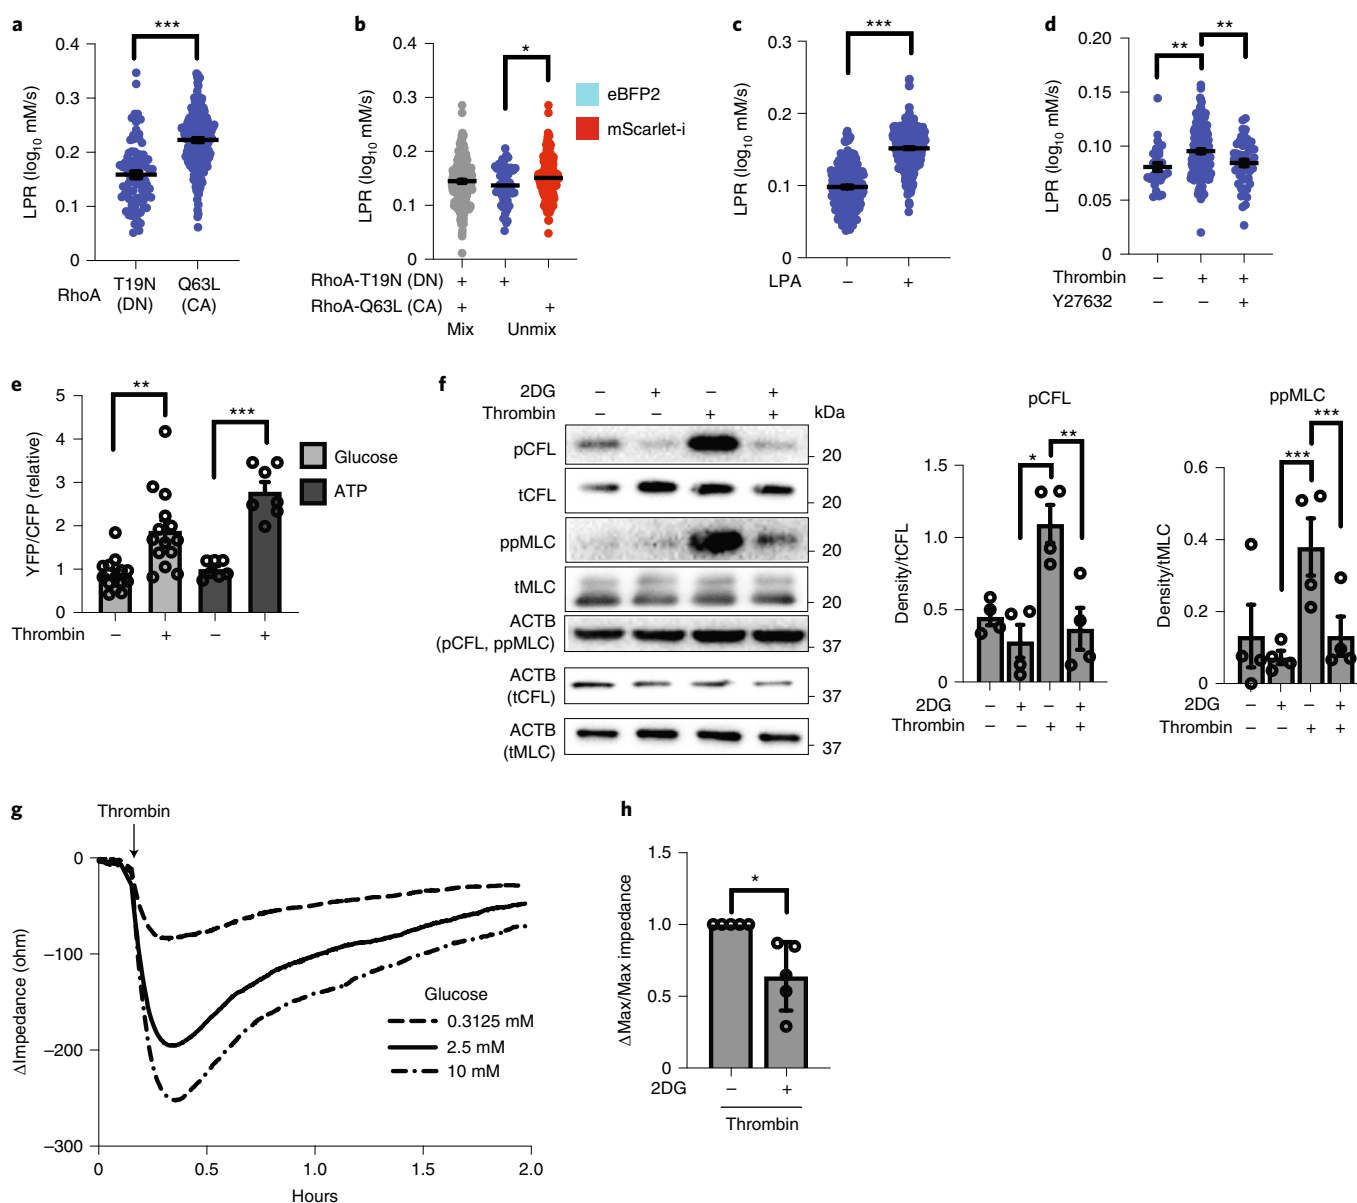 a
***
0.4
0.3
0.2
0.1
0
LPR (log10 mM/s)
RhoA
T19N (DN)
Q63L (CA)
b
*
0.4
0.3
0.2
0.1
0
LPR (log10 mM/s)
eBFP2
mScarlet-i
RhoA-T19N (DN) + +
RhoA-Q63L (CA) + +
Mix Unmix
c
***
0.3
0.2
0.1
0
LPR (log10 mM/s)
LPA – +
d
** **
0.20
0.15
0.10
0.05
0
LPR (log10 mM/s)
Thrombin – + +
Y27632 – – +
e
** ***
5
4
3
2
1
0
YFP/CFP (relative)
Glucose
ATP
Thrombin – + – +
f
2DG – + – +
Thrombin – – + + kDa
pCFL 20
tCFL 20
ppMLC 20
tMLC 20
ACTB
(pCFL, ppMLC) 37
ACTB
(tCFL) 37
ACTB
(tMLC) 37
pCFL
* **
1.5
1.0
0.5
0
Density/tCFL
2DG – + – +
Thrombin – – + +
ppMLC
*** ***
0.6
0.4
0.2
0
Density/tMLC
2DG – + – +
Thrombin – – + +
g
Thrombin
0
–100
–200
–300
ΔImpedance (ohm)
Glucose
0.3125 mM
2.5 mM
10 mM
0 0.5 1.0 1.5 2.0
Hours
h
*
1.5
1.0
0.5
0
ΔMax/Max impedance
2DG – +
Thrombin